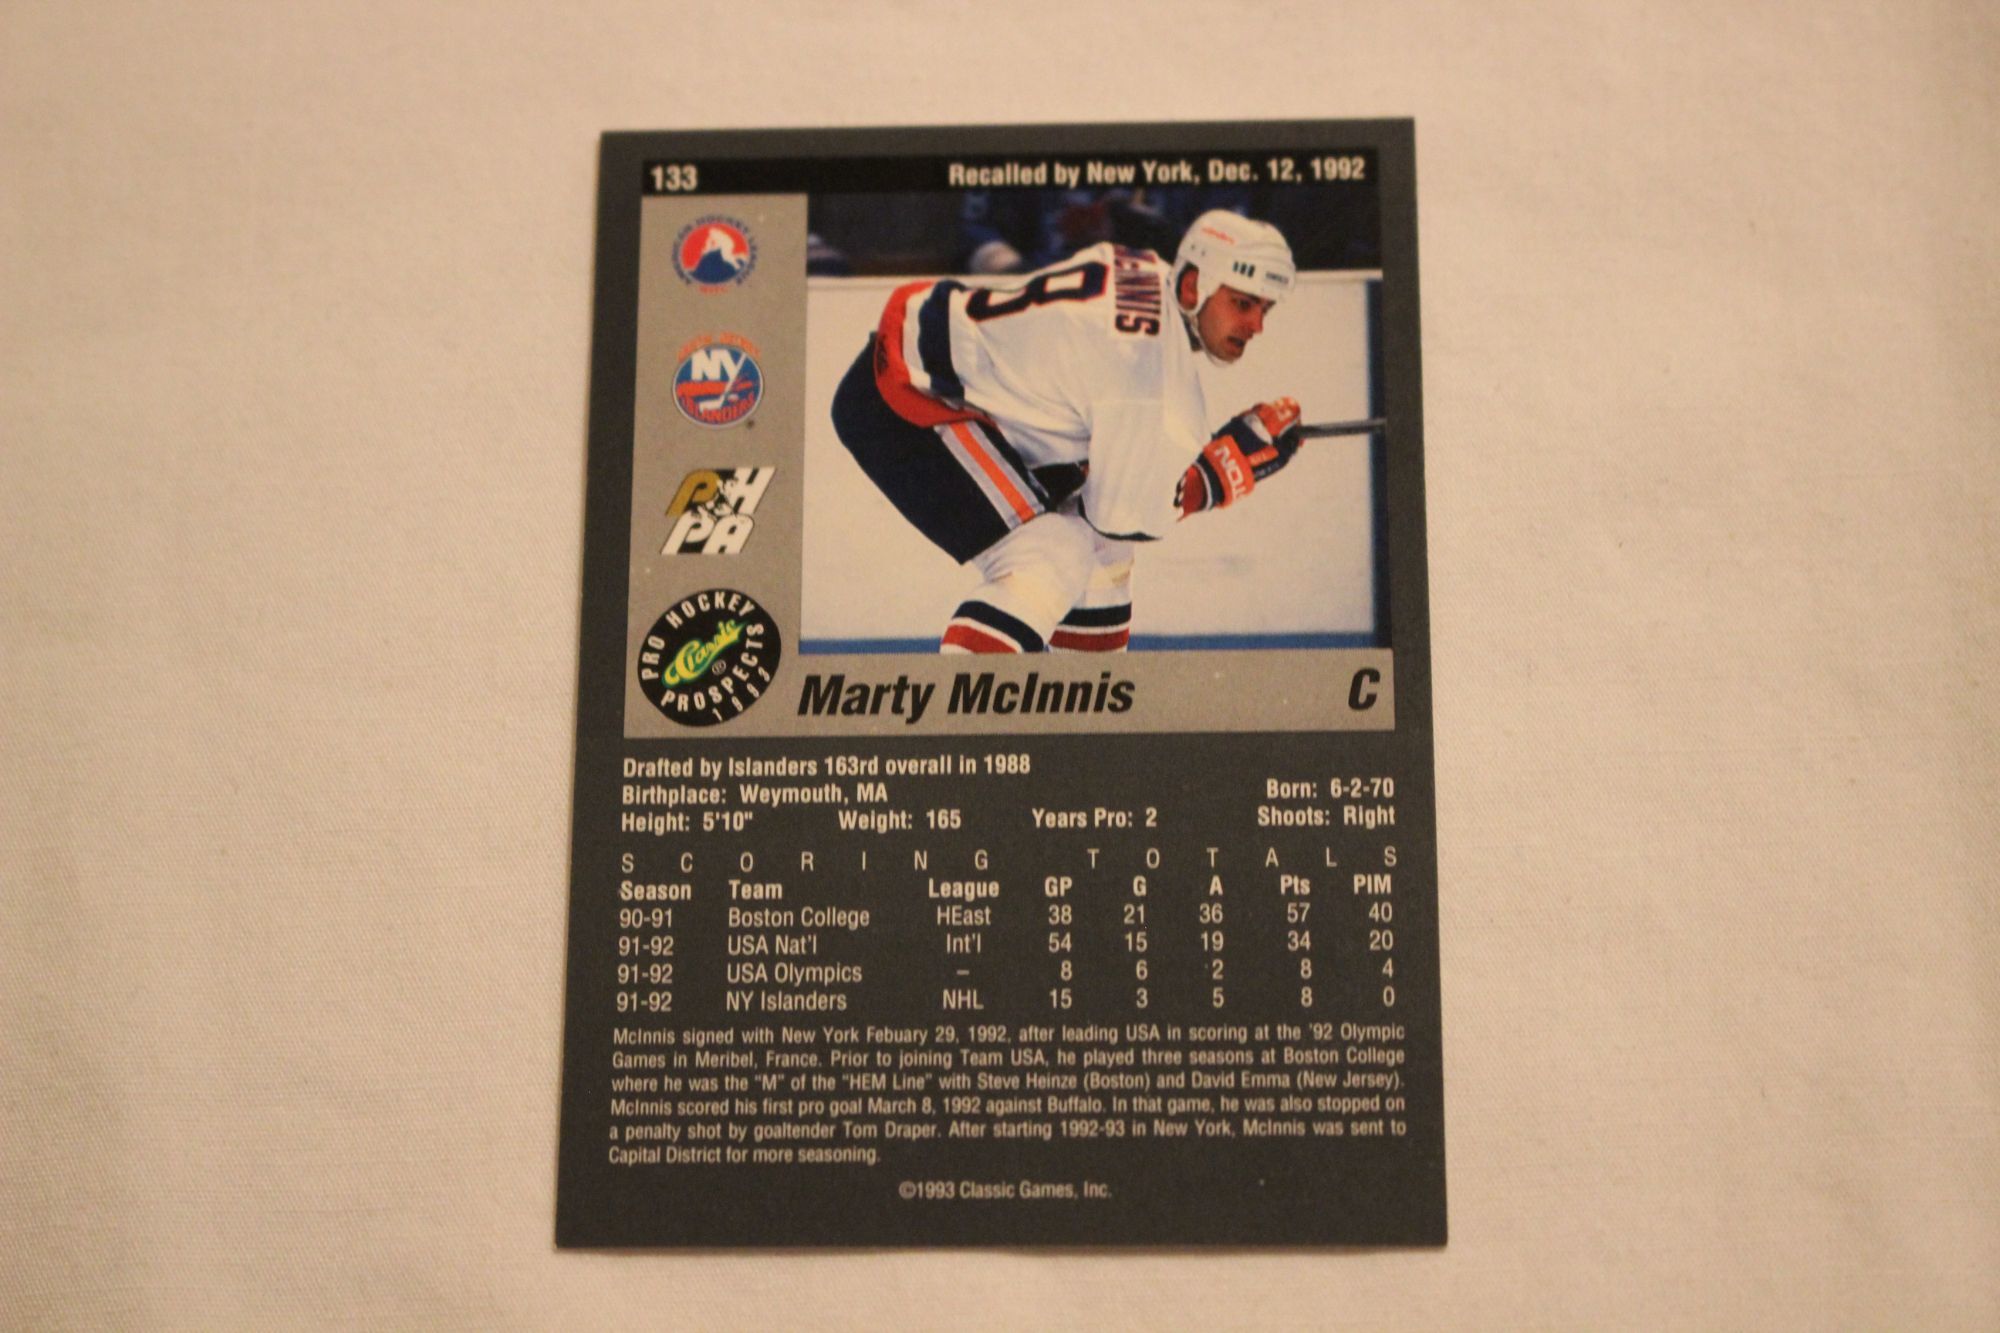 133 Recalled by New York, Dec. 12, 1992
AMERICAN HOCKEY LEAGUE
McINNIS
8
NY
ISLANDERS
PHPA
TON
PRO HOCKEY
Classic
PROSPECTS
1993
Marty McInnis C
Drafted by Islanders 163rd overall in 1988
Birthplace: Weymouth, MA Born: 6-2-70
Height: 5'10" Weight: 165 Years Pro: 2 Shoots: Right
SCORING TOTALS
Season Team League GP G A Pts PIM
90-91 Boston College HEast 38 21 36 57 40
91-92 USA Nat'l Int'l 54 15 19 34 20
91-92 USA Olympics – 8 6 2 8 4
91-92 NY Islanders NHL 15 3 5 8 0
McInnis signed with New York Febuary 29, 1992, after leading USA in scoring at the '92 Olympic
Games in Meribel, France. Prior to joining Team USA, he played three seasons at Boston College
where he was the "M" of the "HEM Line" with Steve Heinze (Boston) and David Emma (New Jersey).
McInnis scored his first pro goal March 8, 1992 against Buffalo. In that game, he was also stopped on
a penalty shot by goaltender Tom Draper. After starting 1992-93 in New York, McInnis was sent to
Capital District for more seasoning.
©1993 Classic Games, Inc.